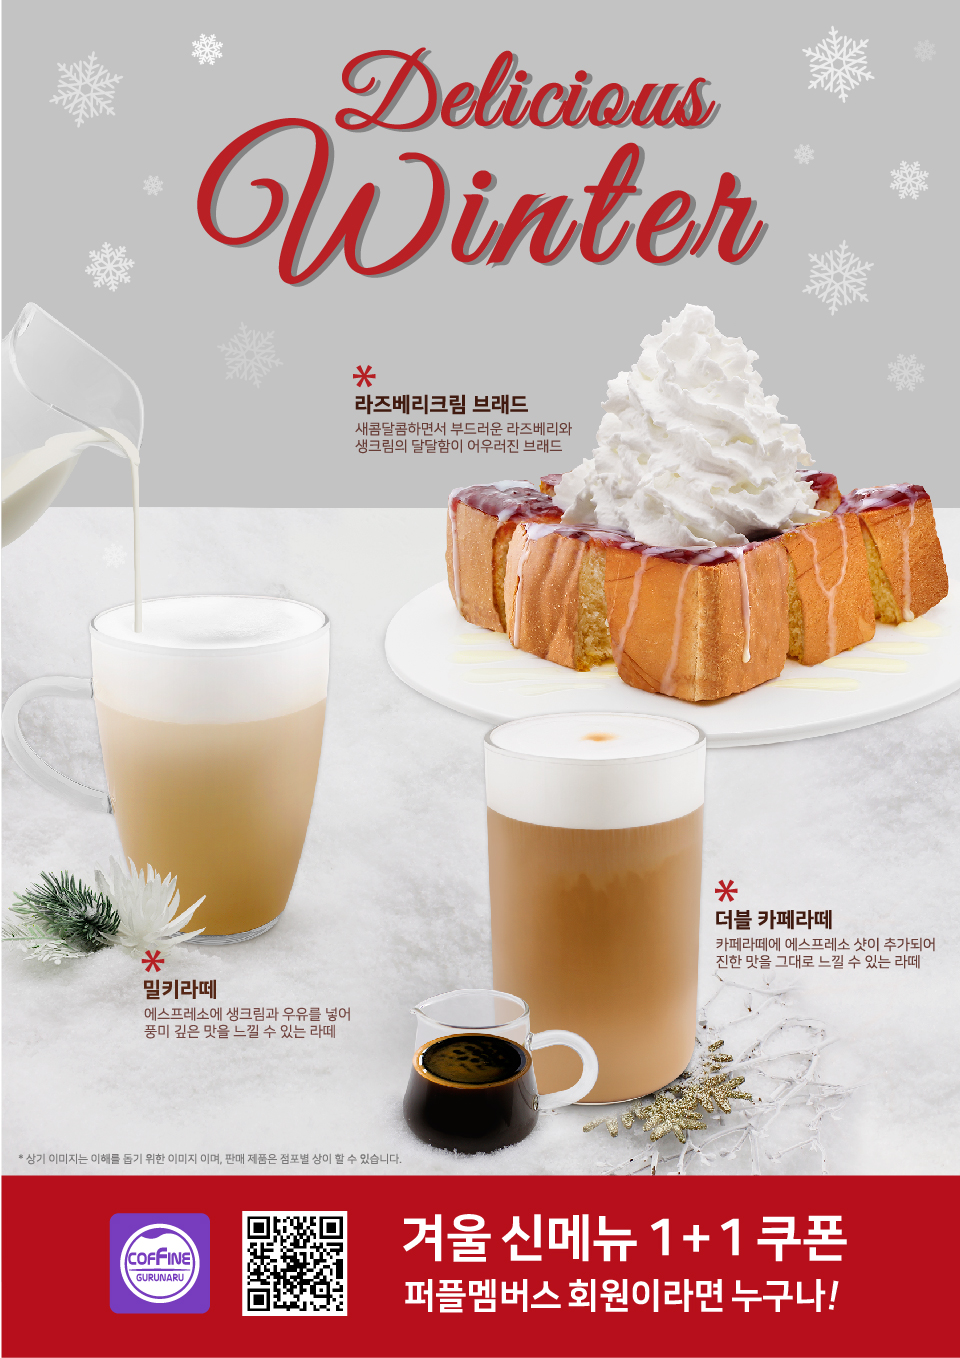 Delicious
Winter
*
라즈베리크림 브래드
새콤달콤하면서 부드러운 라즈베리와
생크림의 달달함이 어우러진 브래드
*
더블 카페라떼
카페라떼에 에스프레소 샷이 추가되어
진한 맛을 그대로 느낄 수 있는 라떼
*
밀키라떼
에스프레소에 생크림과 우유를 넣어
풍미 깊은 맛을 느낄 수 있는 라떼
* 상기 이미지는 이해를 돕기 위한 이미지 이며, 판매 제품은 점포별 상이 할 수 있습니다.
COFFINE
GURUNARU
겨울 신메뉴 1+1 쿠폰
퍼플멤버스 회원이라면 누구나!